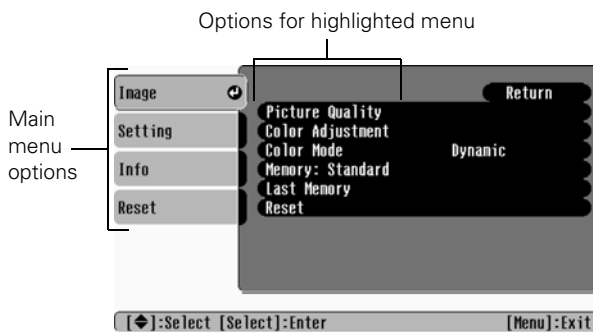 Options for highlighted menu
Main
menu
options
Image
Setting
Info
Reset
Return
Picture Quality
Color Adjustment
Color Mode Dynamic
Memory: Standard
Last Memory
Reset
[ ]:Select [Select]:Enter [Menu]:Exit